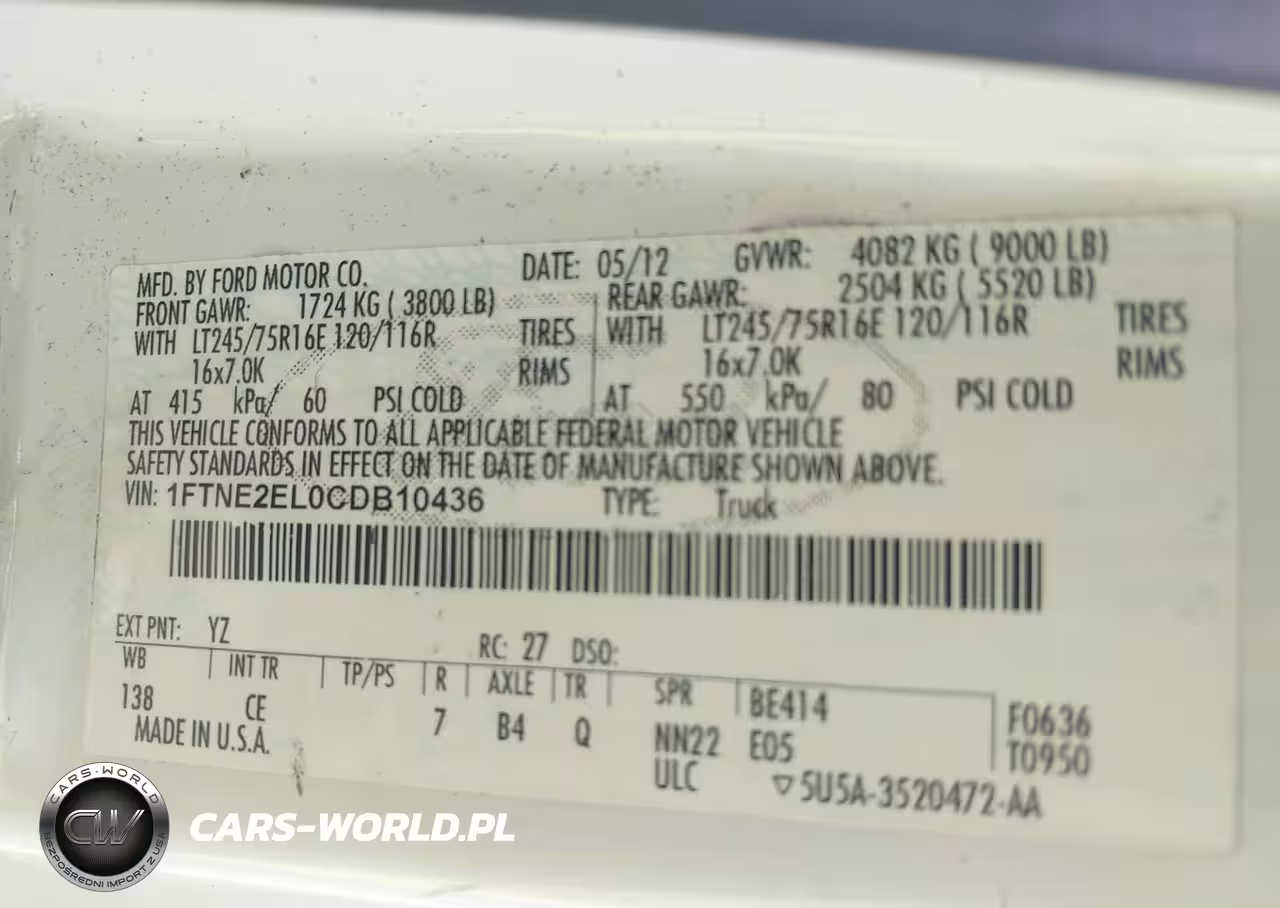 MFD. BY FORD MOTOR CO. DATE: 05/12 GVWR: 4082 KG ( 9000 LB)
FRONT GAWR: 1724 KG ( 3800 LB) REAR GAWR: 2504 KG ( 5520 LB)
WITH LT245/75R16E 120/116R TIRES WITH LT245/75R16E 120/116R TIRES
16x7.0K RIMS 16x7.0K RIMS
AT 415 kPa/ 60 PSI COLD AT 550 kPa/ 80 PSI COLD
THIS VEHICLE CONFORMS TO ALL APPLICABLE FEDERAL MOTOR VEHICLE
SAFETY STANDARDS IN EFFECT ON THE DATE OF MANUFACTURE SHOWN ABOVE.
VIN: 1FTNE2EL0CDB10436 TYPE: Truck
EXT PNT: YZ RC: 27 DSO:
WB INT TR TP/PS R AXLE TR SPR BE414 F0636
138 CE 7 B4 Q NN22 E05 T0950
MADE IN U.S.A. ULC ▽5U5A-3520472-AA
CARS-WORLD
CW
BEZPOŚREDNI IMPORT Z USA
CARS-WORLD.PL